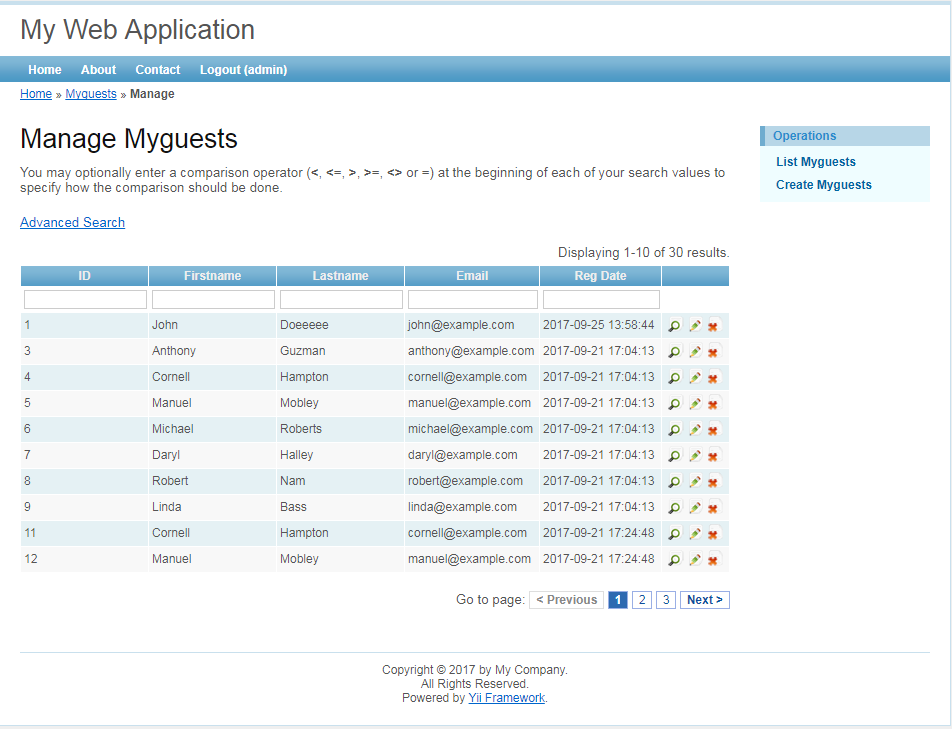 My Web Application
Home About Contact Logout (admin)
Home » Myguests » Manage
Manage Myguests
You may optionally enter a comparison operator (<, <=, >, >=, <> or =) at the beginning of each of your search values to
specify how the comparison should be done.
Advanced Search
Displaying 1-10 of 30 results.
ID Firstname Lastname Email Reg Date
1 John Doeeeee john@example.com 2017-09-25 13:58:44
3 Anthony Guzman anthony@example.com 2017-09-21 17:04:13
4 Cornell Hampton cornell@example.com 2017-09-21 17:04:13
5 Manuel Mobley manuel@example.com 2017-09-21 17:04:13
6 Michael Roberts michael@example.com 2017-09-21 17:04:13
7 Daryl Halley daryl@example.com 2017-09-21 17:04:13
8 Robert Nam robert@example.com 2017-09-21 17:04:13
9 Linda Bass linda@example.com 2017-09-21 17:04:13
11 Cornell Hampton cornell@example.com 2017-09-21 17:24:48
12 Manuel Mobley manuel@example.com 2017-09-21 17:24:48
Go to page: < Previous 1 2 3 Next >
Operations
List Myguests
Create Myguests
Copyright © 2017 by My Company.
All Rights Reserved.
Powered by Yii Framework.